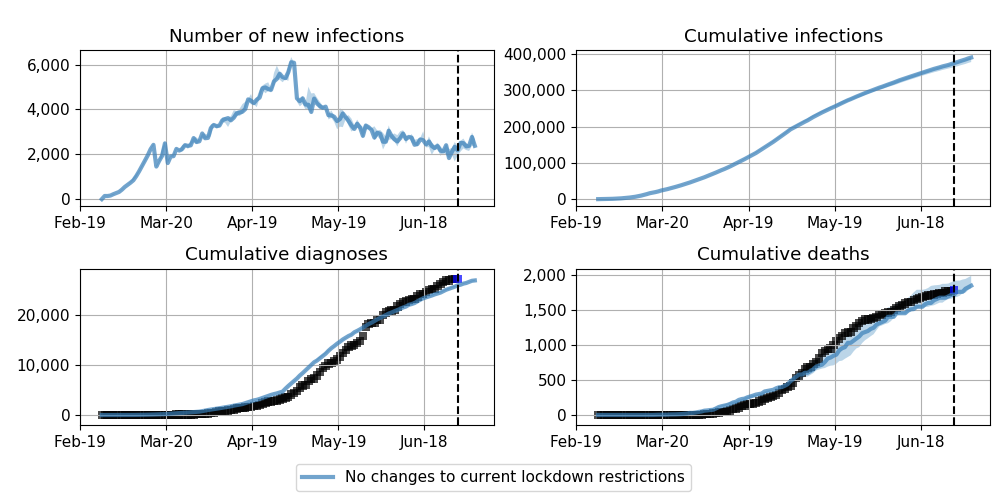 Number of new infections
6,000
4,000
2,000
0
Feb-19 Mar-20 Apr-19 May-19 Jun-18
Cumulative infections
400,000
300,000
200,000
100,000
0
Feb-19 Mar-20 Apr-19 May-19 Jun-18
Cumulative diagnoses
20,000
10,000
0
Feb-19 Mar-20 Apr-19 May-19 Jun-18
Cumulative deaths
2,000
1,500
1,000
500
0
Feb-19 Mar-20 Apr-19 May-19 Jun-18
No changes to current lockdown restrictions